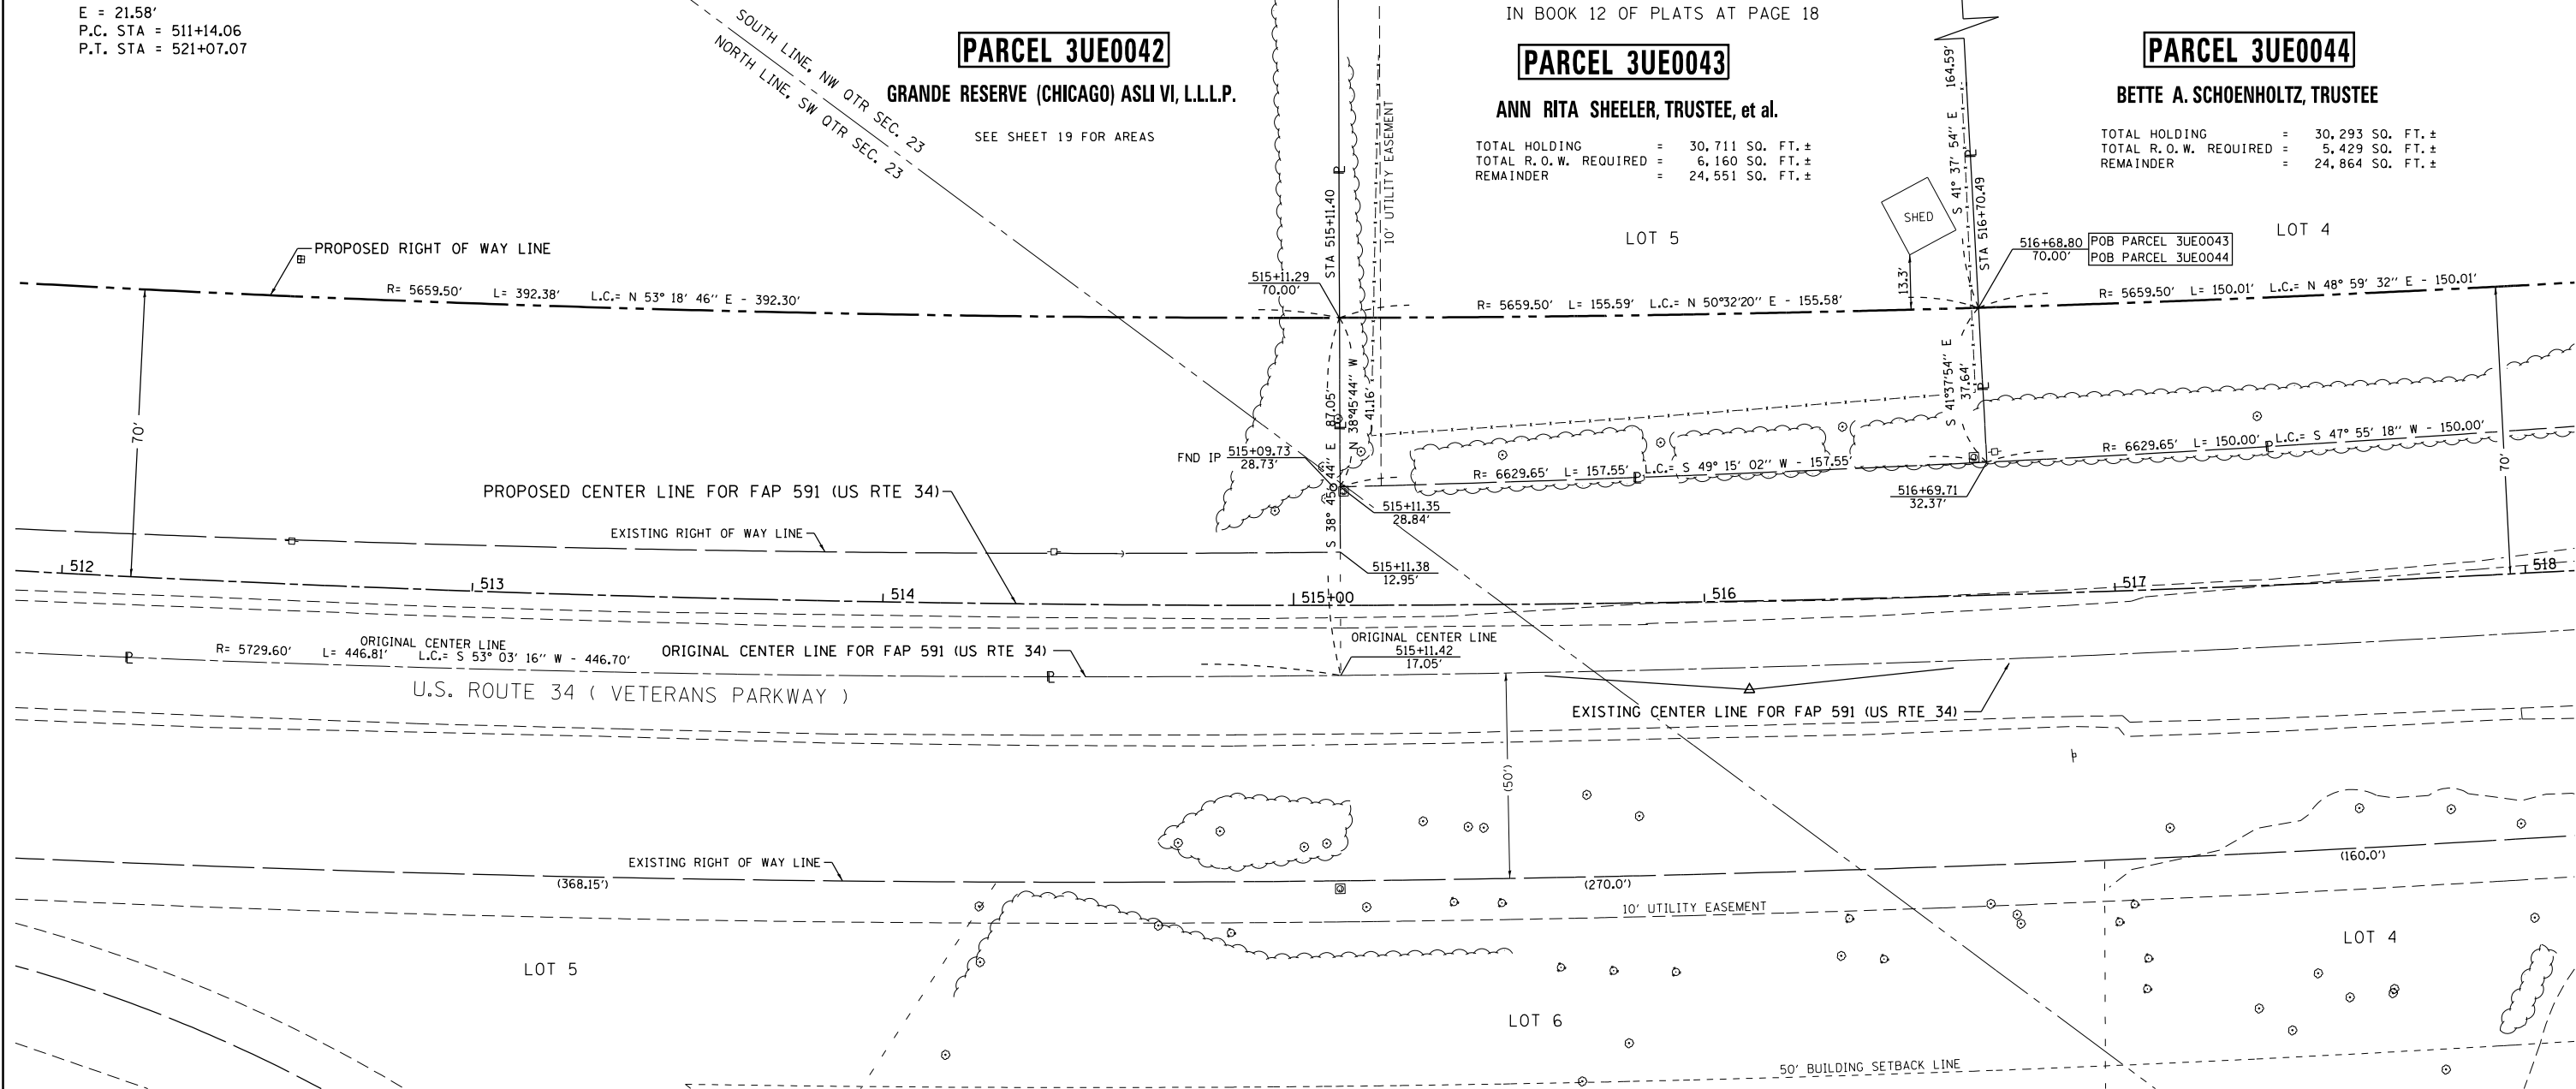 E = 21.58'
P.C. STA = 511+14.06
P.T. STA = 521+07.07
SOUTH LINE, NW QTR SEC. 23
NORTH LINE, SW QTR SEC. 23
PARCEL 3UE0042
GRANDE RESERVE (CHICAGO) ASLI VI, L.L.L.P.
SEE SHEET 19 FOR AREAS
IN BOOK 12 OF PLATS AT PAGE 18
PARCEL 3UE0043
ANN RITA SHEELER, TRUSTEE, et al.
TOTAL HOLDING = 30,711 SQ. FT.±
TOTAL R.O.W. REQUIRED = 6,160 SQ. FT.±
REMAINDER = 24,551 SQ. FT.±
PARCEL 3UE0044
BETTE A. SCHOENHOLTZ, TRUSTEE
TOTAL HOLDING = 30,293 SQ. FT.±
TOTAL R.O.W. REQUIRED = 5,429 SQ. FT.±
REMAINDER = 24,864 SQ. FT.±
STA 515+11.40
10' UTILITY EASEMENT
S 41° 37' 54" E 164.59'
STA 516+70.49
SHED
13.3'
LOT 5
LOT 4
516+68.80
70.00'
POB PARCEL 3UE0043
POB PARCEL 3UE0044
PROPOSED RIGHT OF WAY LINE
R= 5659.50' L= 392.38' L.C.= N 53° 18' 46" E - 392.30'
515+11.29
70.00'
R= 5659.50' L= 155.59' L.C.= N 50°32'20" E - 155.58'
R= 5659.50' L= 150.01' L.C.= N 48° 59' 32" E - 150.01'
70'
S 38° 45' 44" E 87.05'
N 38°45'44" W
41.16'
S 41°37'54" E
37.64'
70'
FND IP
515+09.73
28.73'
R= 6629.65' L= 157.55' L.C.= S 49° 15' 02" W - 157.55'
R= 6629.65' L= 150.00' L.C.= S 47° 55' 18" W - 150.00'
515+11.35
28.84'
516+69.71
32.37'
PROPOSED CENTER LINE FOR FAP 591 (US RTE 34)
EXISTING RIGHT OF WAY LINE
515+11.38
12.95'
512
513
514
515+00
516
517
518
ORIGINAL CENTER LINE
R= 5729.60' L= 446.81' L.C.= S 53° 03' 16" W - 446.70'
ORIGINAL CENTER LINE FOR FAP 591 (US RTE 34)
ORIGINAL CENTER LINE
515+11.42
17.05'
U.S. ROUTE 34 ( VETERANS PARKWAY )
EXISTING CENTER LINE FOR FAP 591 (US RTE 34)
(50')
EXISTING RIGHT OF WAY LINE
(368.15')
(270.0')
(160.0')
10' UTILITY EASEMENT
LOT 5
LOT 4
LOT 6
50' BUILDING SETBACK LINE